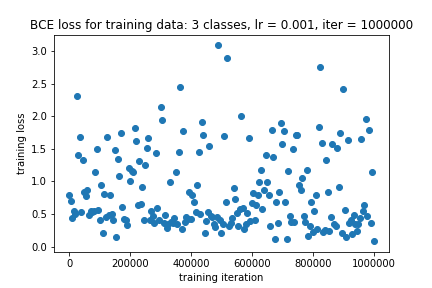 BCE loss for training data: 3 classes, lr = 0.001, iter = 1000000
3.0
2.5
2.0
1.5
1.0
0.5
0.0
training loss
0 200000 400000 600000 800000 1000000
training iteration